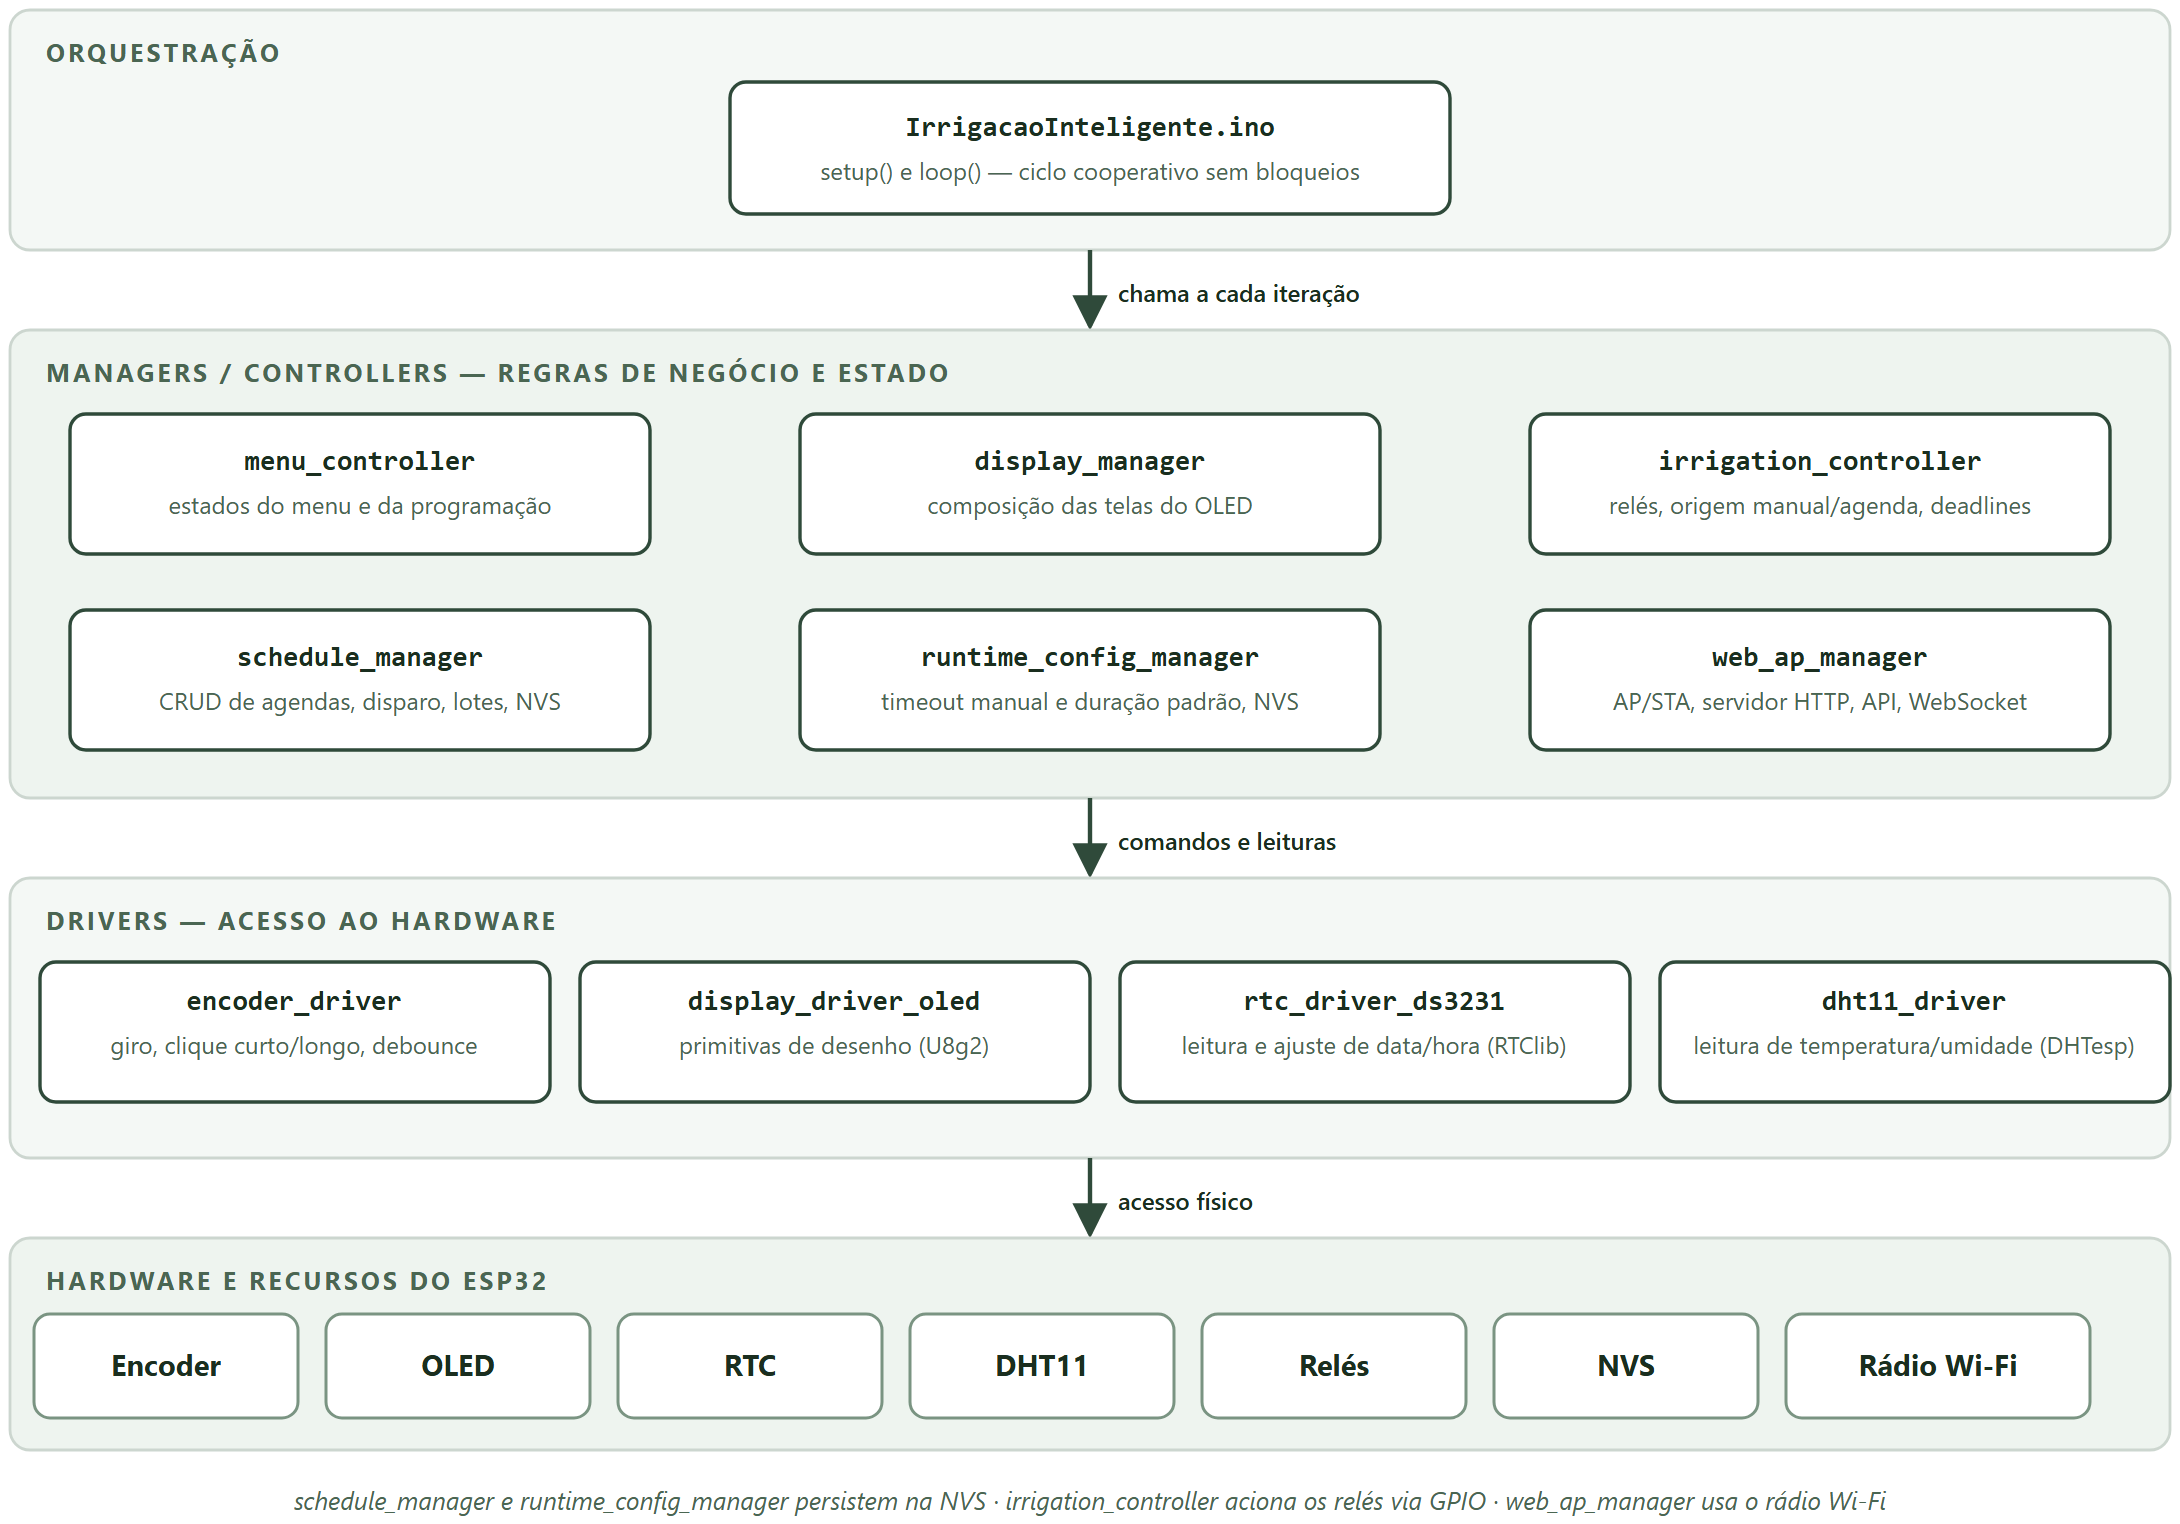 ORQUESTRAÇÃO
IrrigacaoInteligente.ino
setup() e loop() — ciclo cooperativo sem bloqueios
chama a cada iteração
MANAGERS / CONTROLLERS — REGRAS DE NEGÓCIO E ESTADO
menu_controller
estados do menu e da programação
display_manager
composição das telas do OLED
irrigation_controller
relés, origem manual/agenda, deadlines
schedule_manager
CRUD de agendas, disparo, lotes, NVS
runtime_config_manager
timeout manual e duração padrão, NVS
web_ap_manager
AP/STA, servidor HTTP, API, WebSocket
comandos e leituras
DRIVERS — ACESSO AO HARDWARE
encoder_driver
giro, clique curto/longo, debounce
display_driver_oled
primitivas de desenho (U8g2)
rtc_driver_ds3231
leitura e ajuste de data/hora (RTClib)
dht11_driver
leitura de temperatura/umidade (DHTesp)
acesso físico
HARDWARE E RECURSOS DO ESP32
Encoder
OLED
RTC
DHT11
Relés
NVS
Rádio Wi-Fi
schedule_manager e runtime_config_manager persistem na NVS · irrigation_controller aciona os relés via GPIO · web_ap_manager usa o rádio Wi-Fi